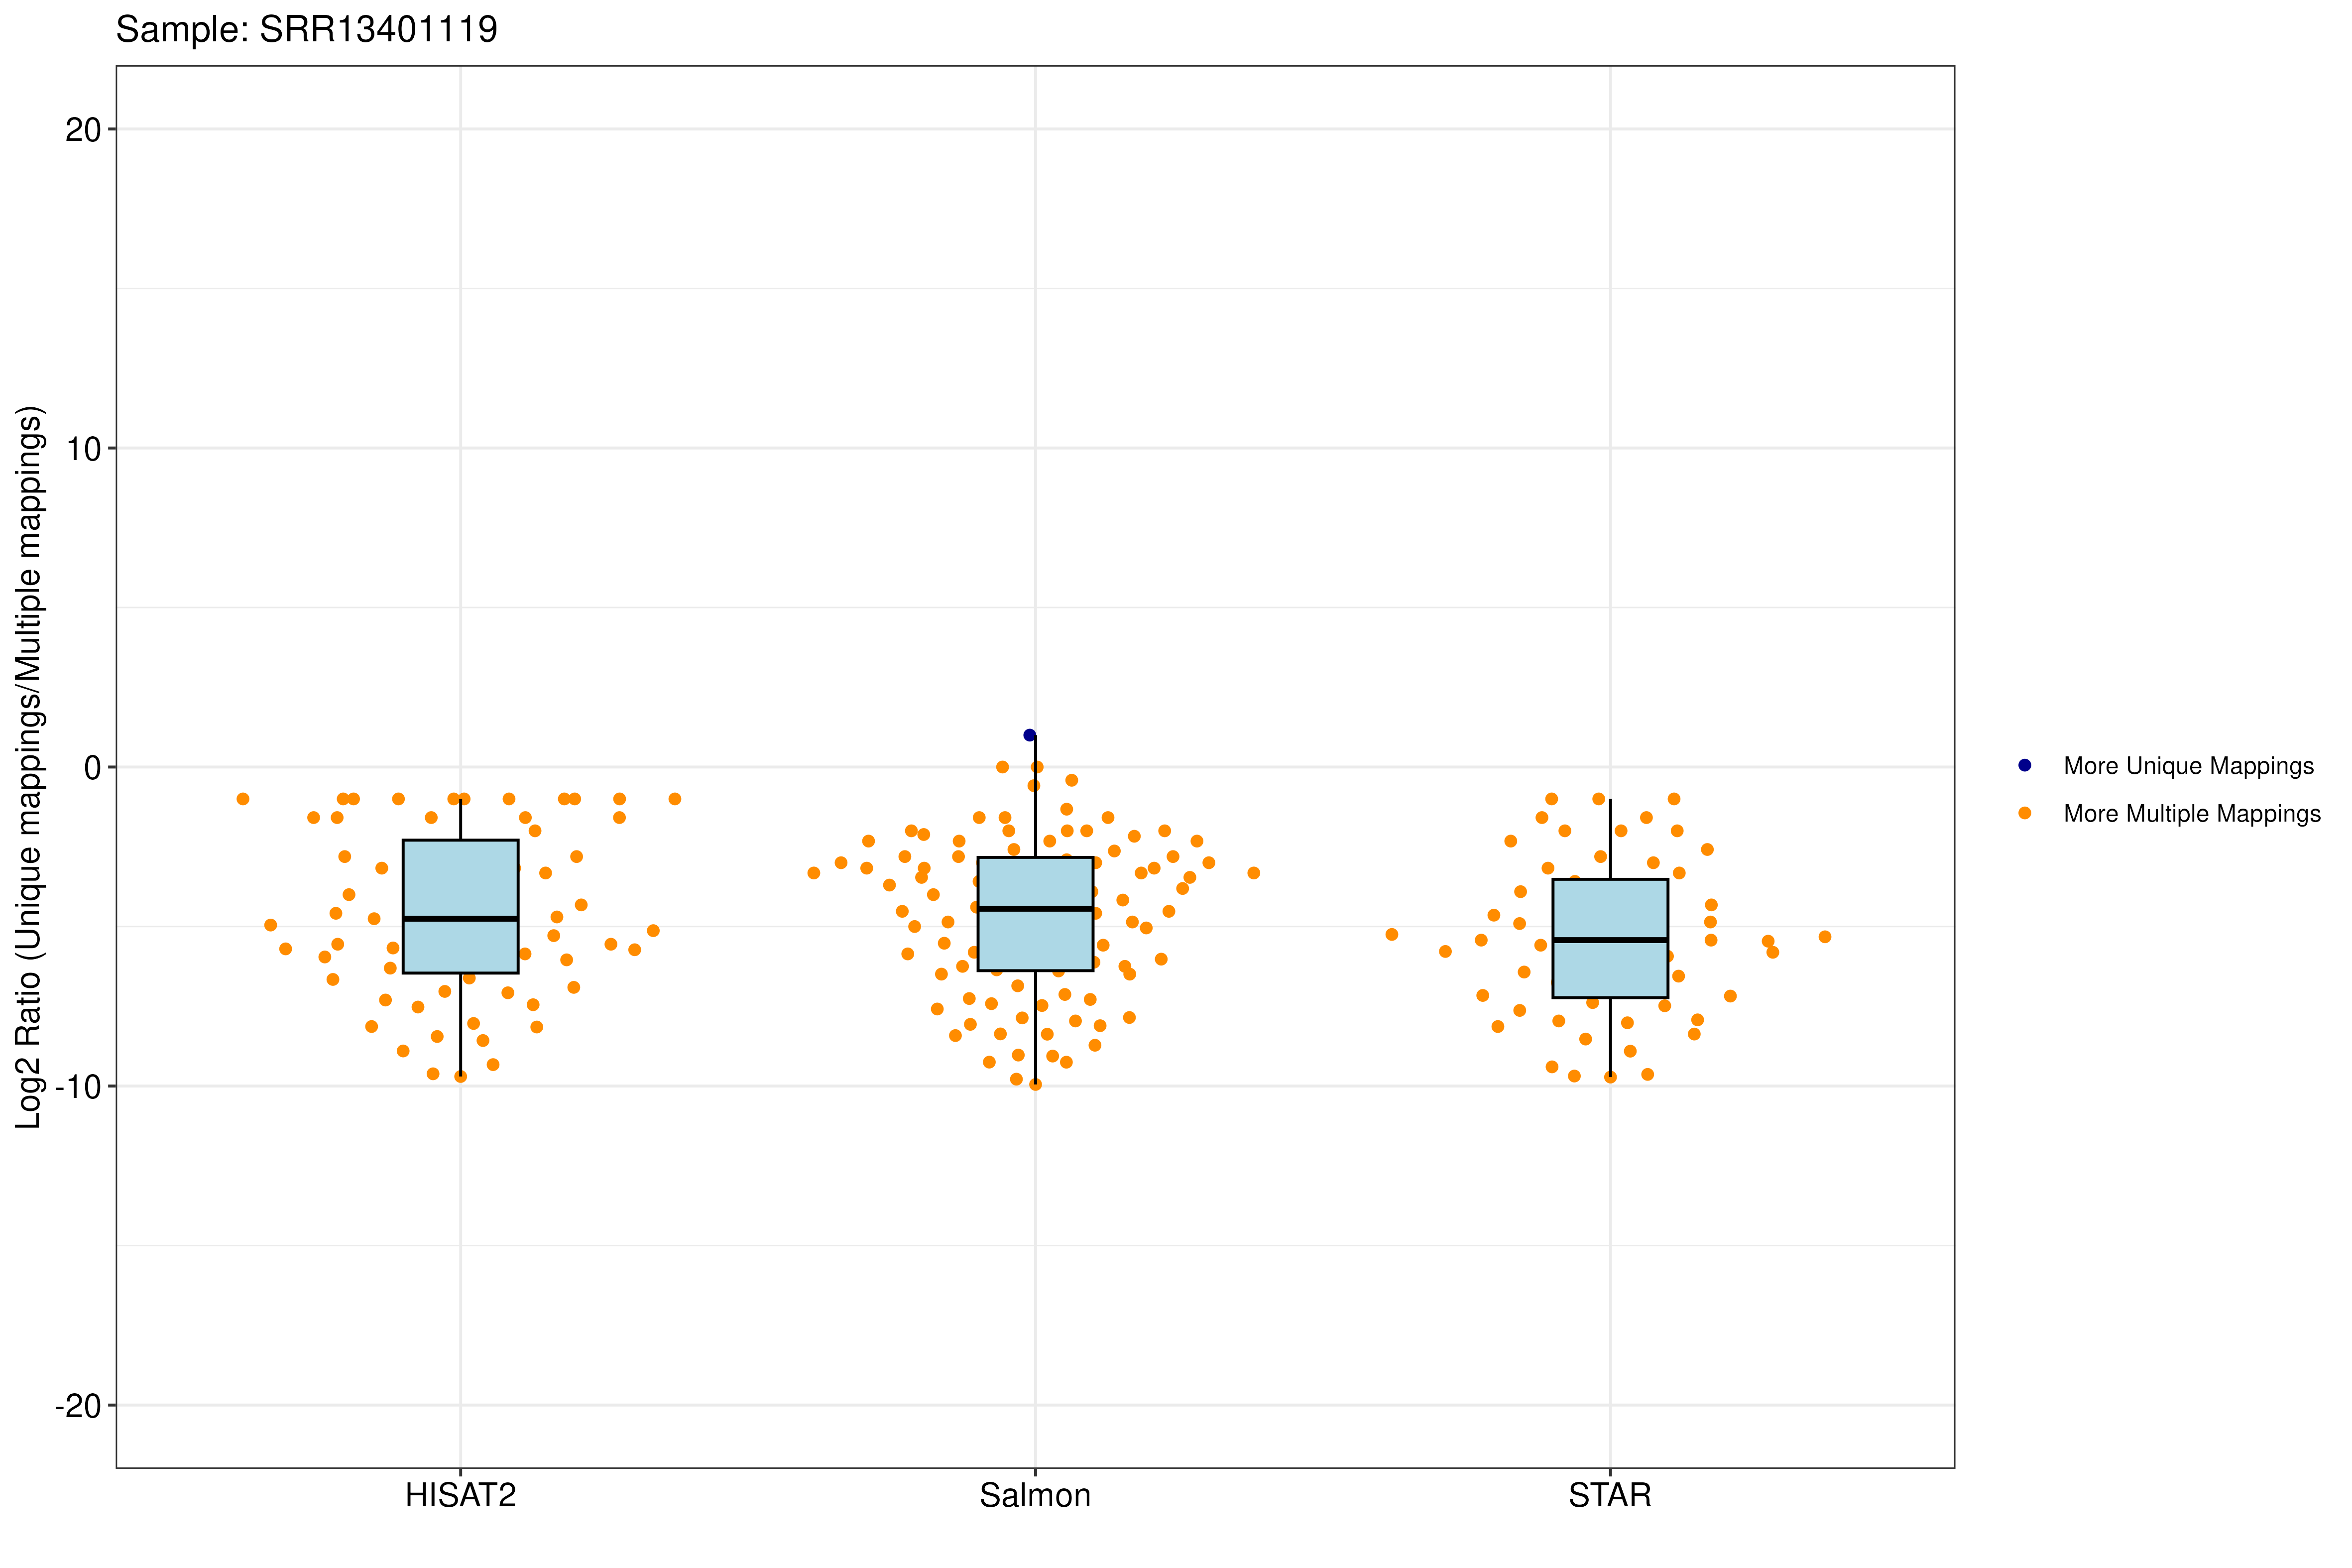 Sample: SRR13401119
Log2 Ratio (Unique mappings/Multiple mappings)
20
10
0
-10
-20
HISAT2
Salmon
STAR
More Unique Mappings
More Multiple Mappings